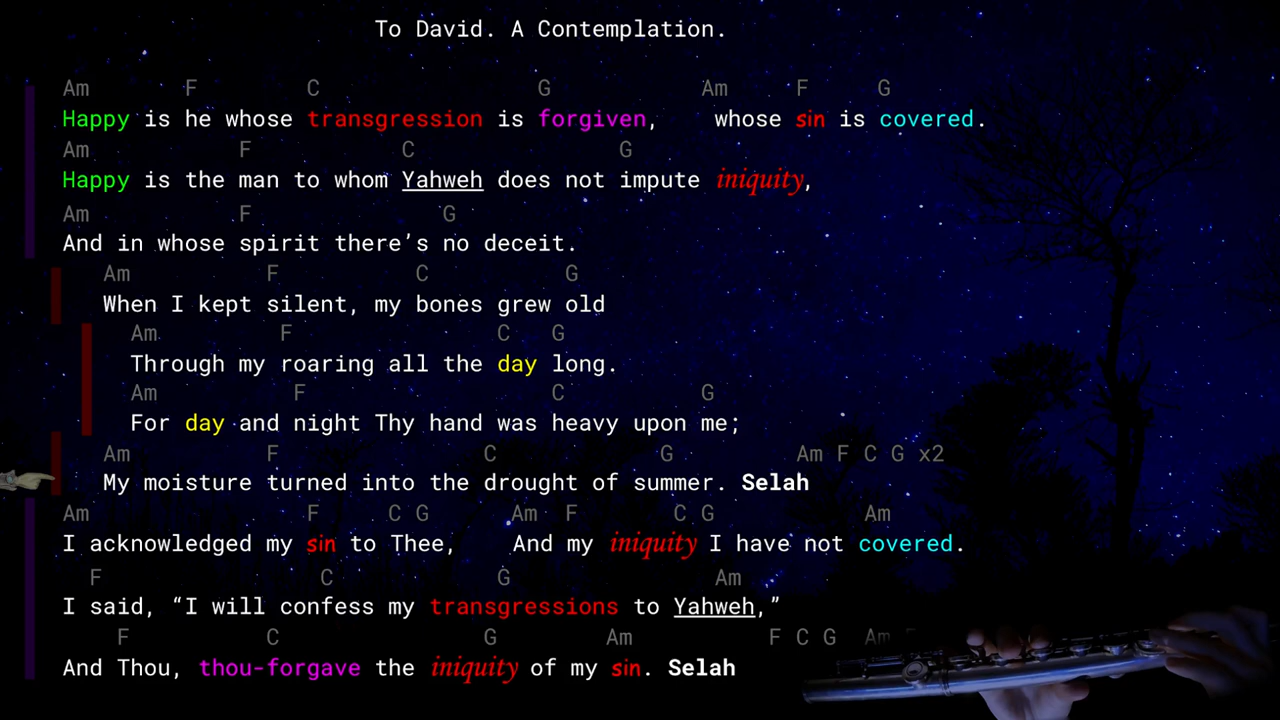 To David. A Contemplation.
Am F C G Am F G
Happy is he whose transgression is forgiven, whose sin is covered.
Am F C G
Happy is the man to whom Yahweh does not impute iniquity,
Am F G
And in whose spirit there’s no deceit.
Am F C G
When I kept silent, my bones grew old
Am F C G
Through my roaring all the day long.
Am F C G
For day and night Thy hand was heavy upon me;
Am F C G Am F C G x2
My moisture turned into the drought of summer. Selah
Am F C G Am F C G Am
I acknowledged my sin to Thee, And my iniquity I have not covered.
F C G Am
I said, “I will confess my transgressions to Yahweh,”
F C G Am F C G Am
And Thou, thou-forgave the iniquity of my sin. Selah